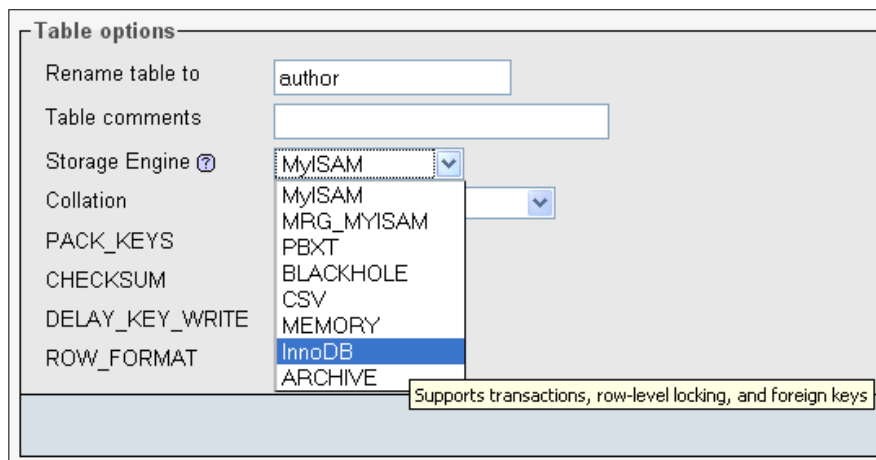 Table options
Rename table to author
Table comments
Storage Engine ? MyISAM
Collation MyISAM
MRG_MYISAM
PACK_KEYS PBXT
BLACKHOLE
CHECKSUM CSV
DELAY_KEY_WRITE MEMORY
ROW_FORMAT InnoDB
ARCHIVE
Supports transactions, row-level locking, and foreign keys